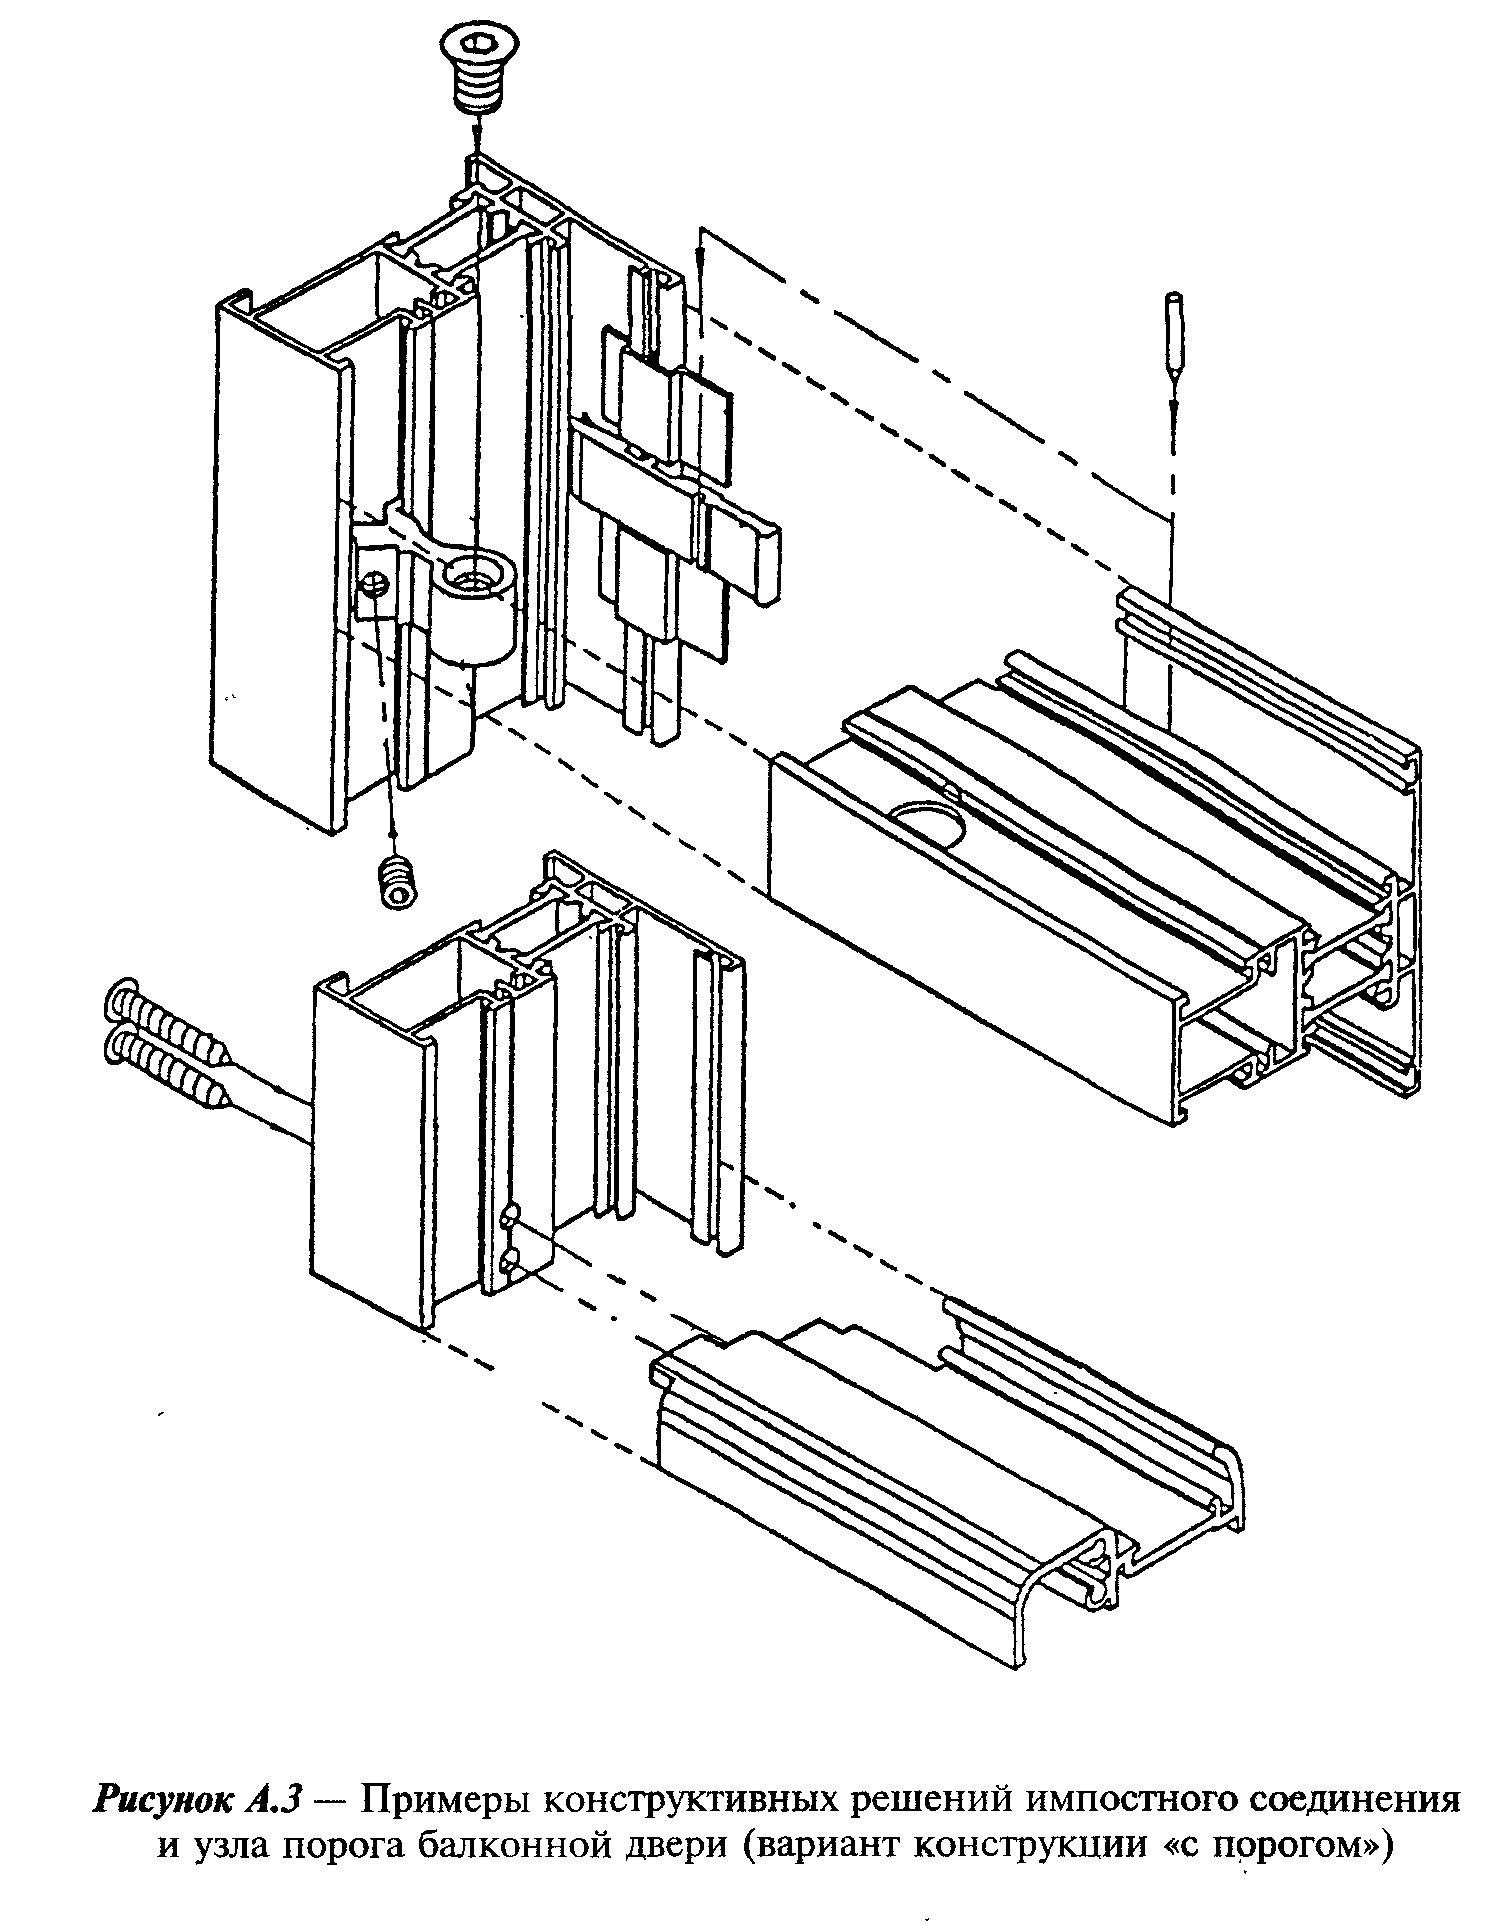 Рисунок А.3 — Примеры конструктивных решений импостного соединения
и узла порога балконной двери (вариант конструкции «с порогом»)